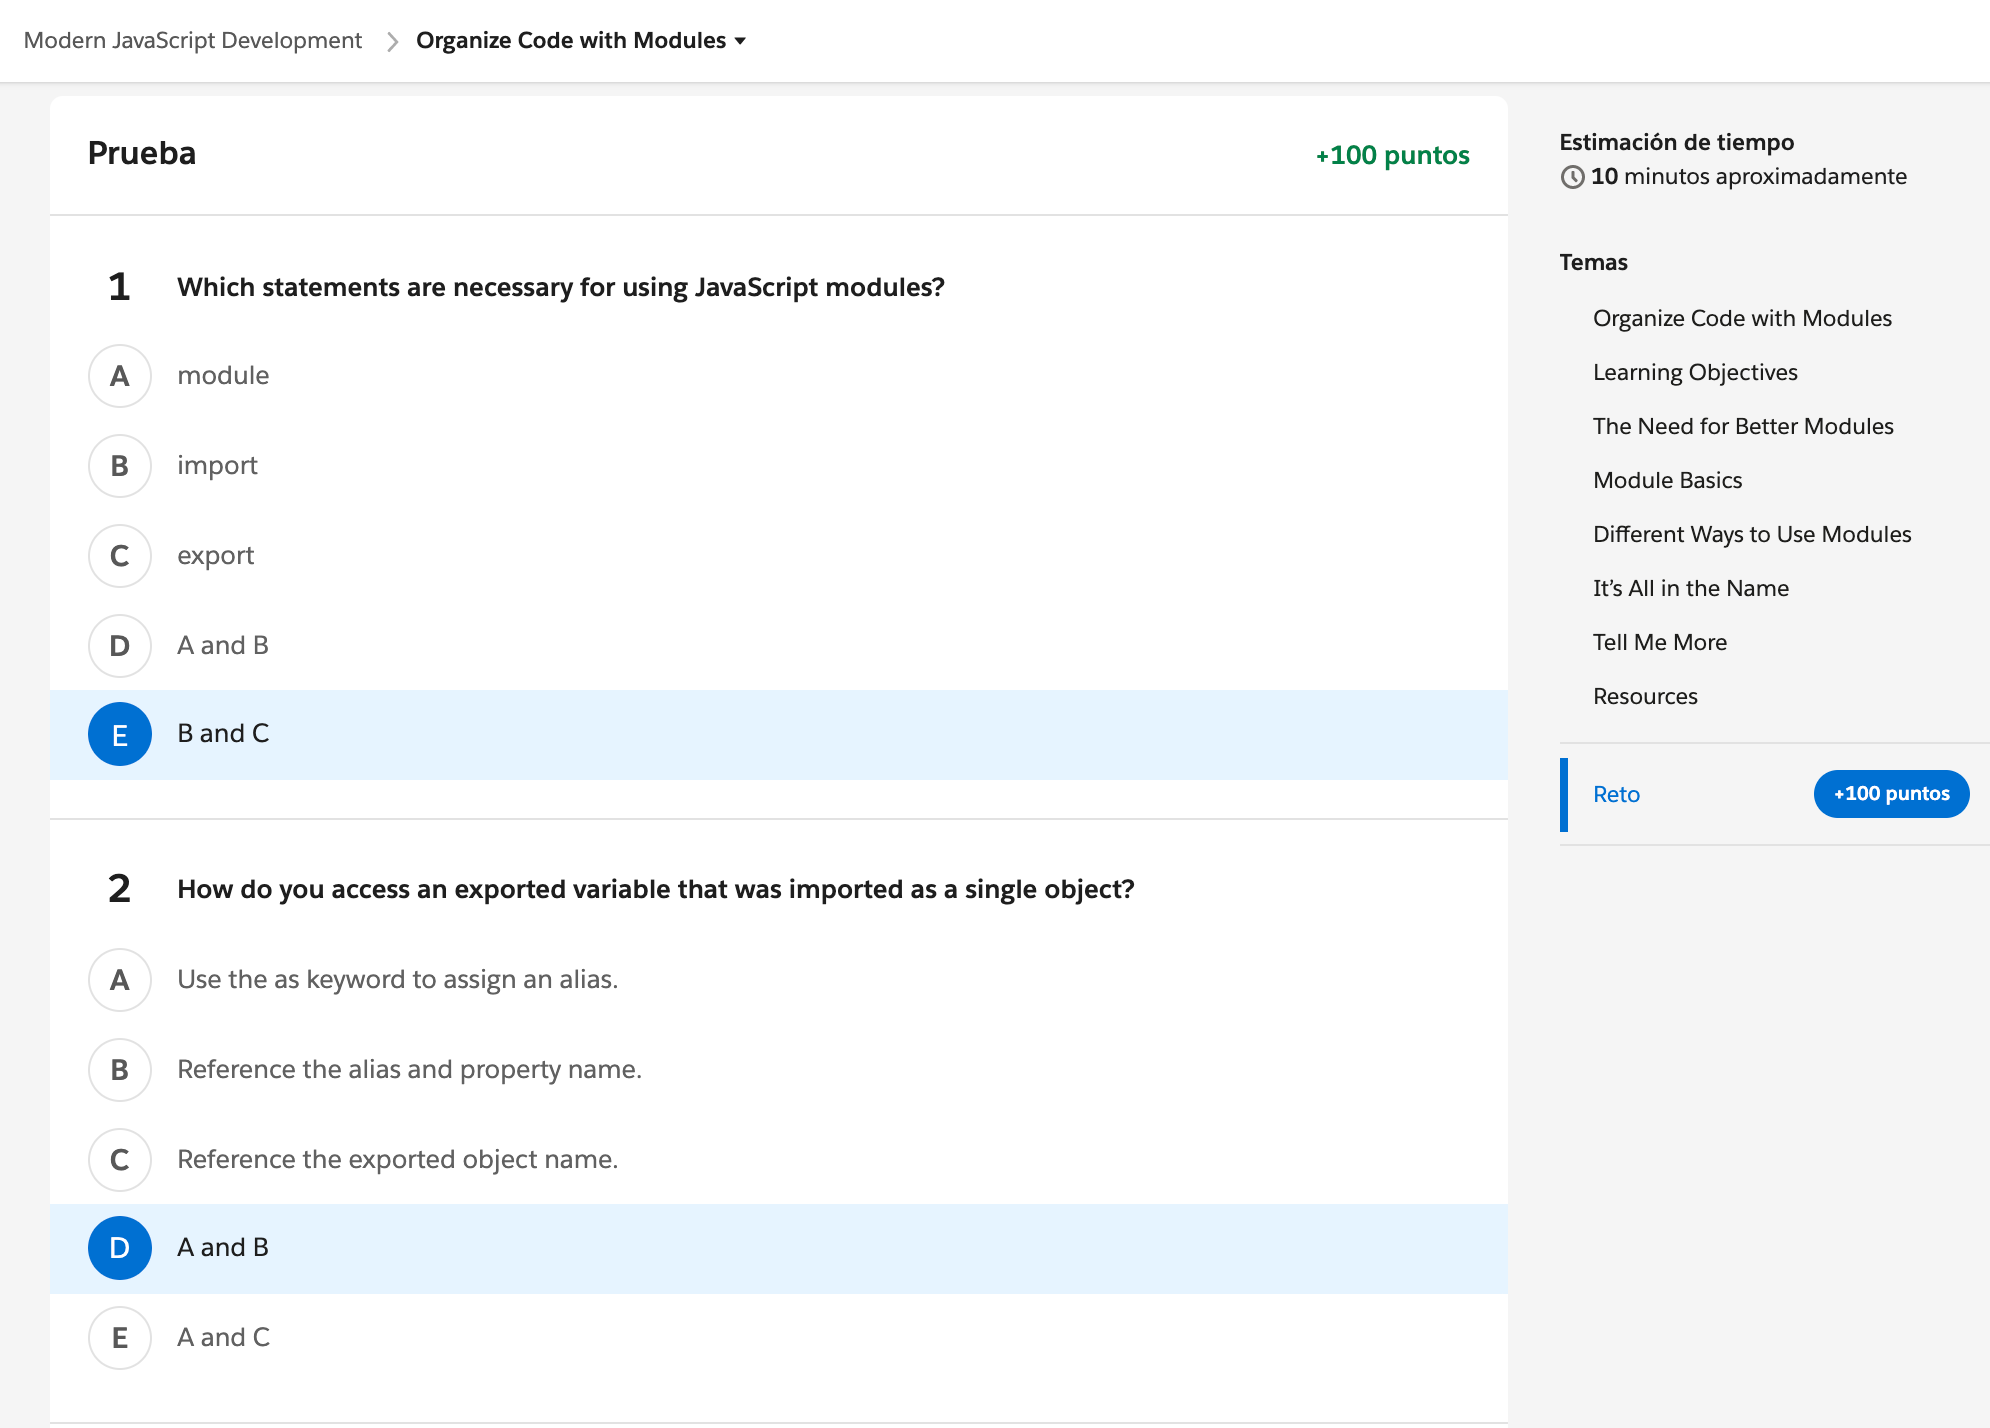 Modern JavaScript Development
Organize Code with Modules
Prueba
+100 puntos
1
Which statements are necessary for using JavaScript modules?
A
module
B
import
C
export
D
A and B
E
B and C
2
How do you access an exported variable that was imported as a single object?
A
Use the as keyword to assign an alias.
B
Reference the alias and property name.
C
Reference the exported object name.
D
A and B
E
A and C
Estimación de tiempo
10 minutos aproximadamente
Temas
Organize Code with Modules
Learning Objectives
The Need for Better Modules
Module Basics
Different Ways to Use Modules
It’s All in the Name
Tell Me More
Resources
Reto
+100 puntos